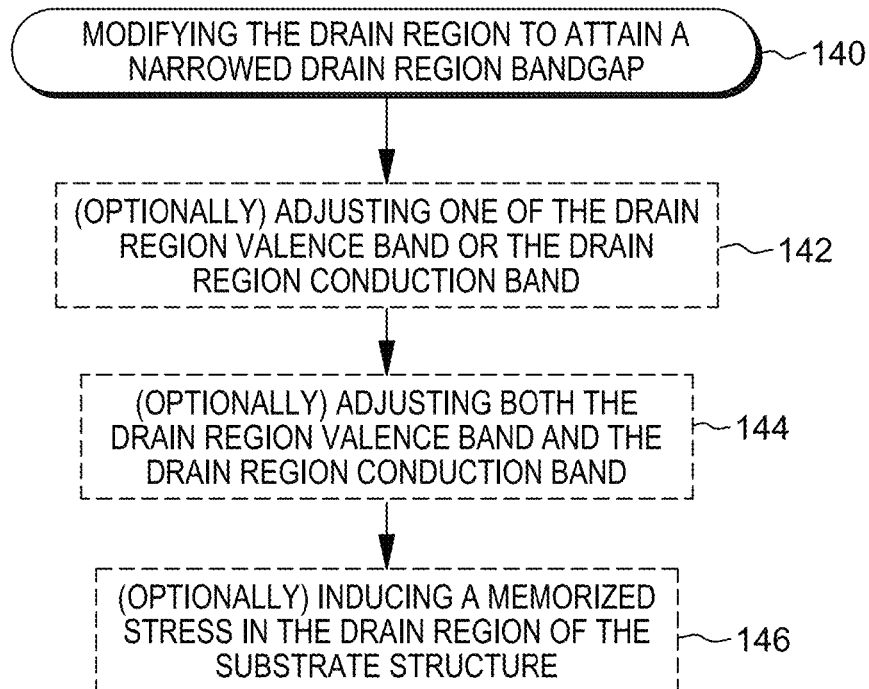 MODIFYING THE DRAIN REGION TO ATTAIN A
NARROWED DRAIN REGION BANDGAP
140
(OPTIONALLY) ADJUSTING ONE OF THE DRAIN
REGION VALENCE BAND OR THE DRAIN
REGION CONDUCTION BAND
142
(OPTIONALLY) ADJUSTING BOTH THE
DRAIN REGION VALENCE BAND AND THE
DRAIN REGION CONDUCTION BAND
144
(OPTIONALLY) INDUCING A MEMORIZED
STRESS IN THE DRAIN REGION OF THE
SUBSTRATE STRUCTURE
146